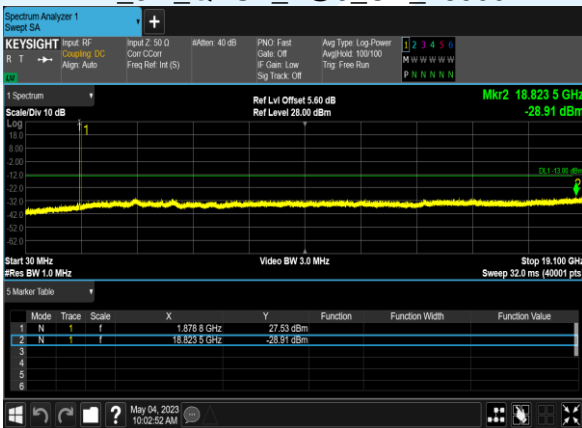 Spectrum Analyzer 1
Swept SA
KEYSIGHT Input: RF Input Z: 50 Ω #Atten: 40 dB PNO: Fast Avg Type: Log-Power 1 2 3 4 5 6
R T Coupling: DC Corr CCorr Gate: Off Avg|Hold: 100/100 M W W W W W
Align: Auto Freq Ref: Int (S) IF Gain: Low Trig: Free Run
LW Sig Track: Off P N N N N N
1 Spectrum Ref Lvl Offset 5.60 dB Mkr2 18.823 5 GHz
Scale/Div 10 dB Ref Level 28.00 dBm -28.91 dBm
Log 1
18.0
8.00
-2.00
-12.0 DL1 -13.00 dBm
-22.0 2
-32.0
-42.0
-52.0
-62.0
Start 30 MHz Video BW 3.0 MHz Stop 19.100 GHz
#Res BW 1.0 MHz Sweep 32.0 ms (40001 pts)
5 Marker Table
Mode Trace Scale X Y Function Function Width Function Value
1 N 1 f 1.878 8 GHz 27.53 dBm
2 N 1 f 18.823 5 GHz -28.91 dBm
3
4
5
6
? May 04, 2023
10:02:52 AM